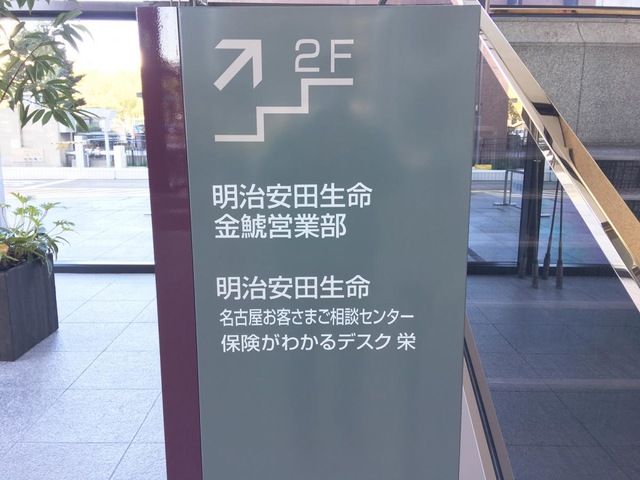 2F
明治安田生命
金鯱営業部
明治安田生命
名古屋お客さまご相談センター
保険がわかるデスク 栄